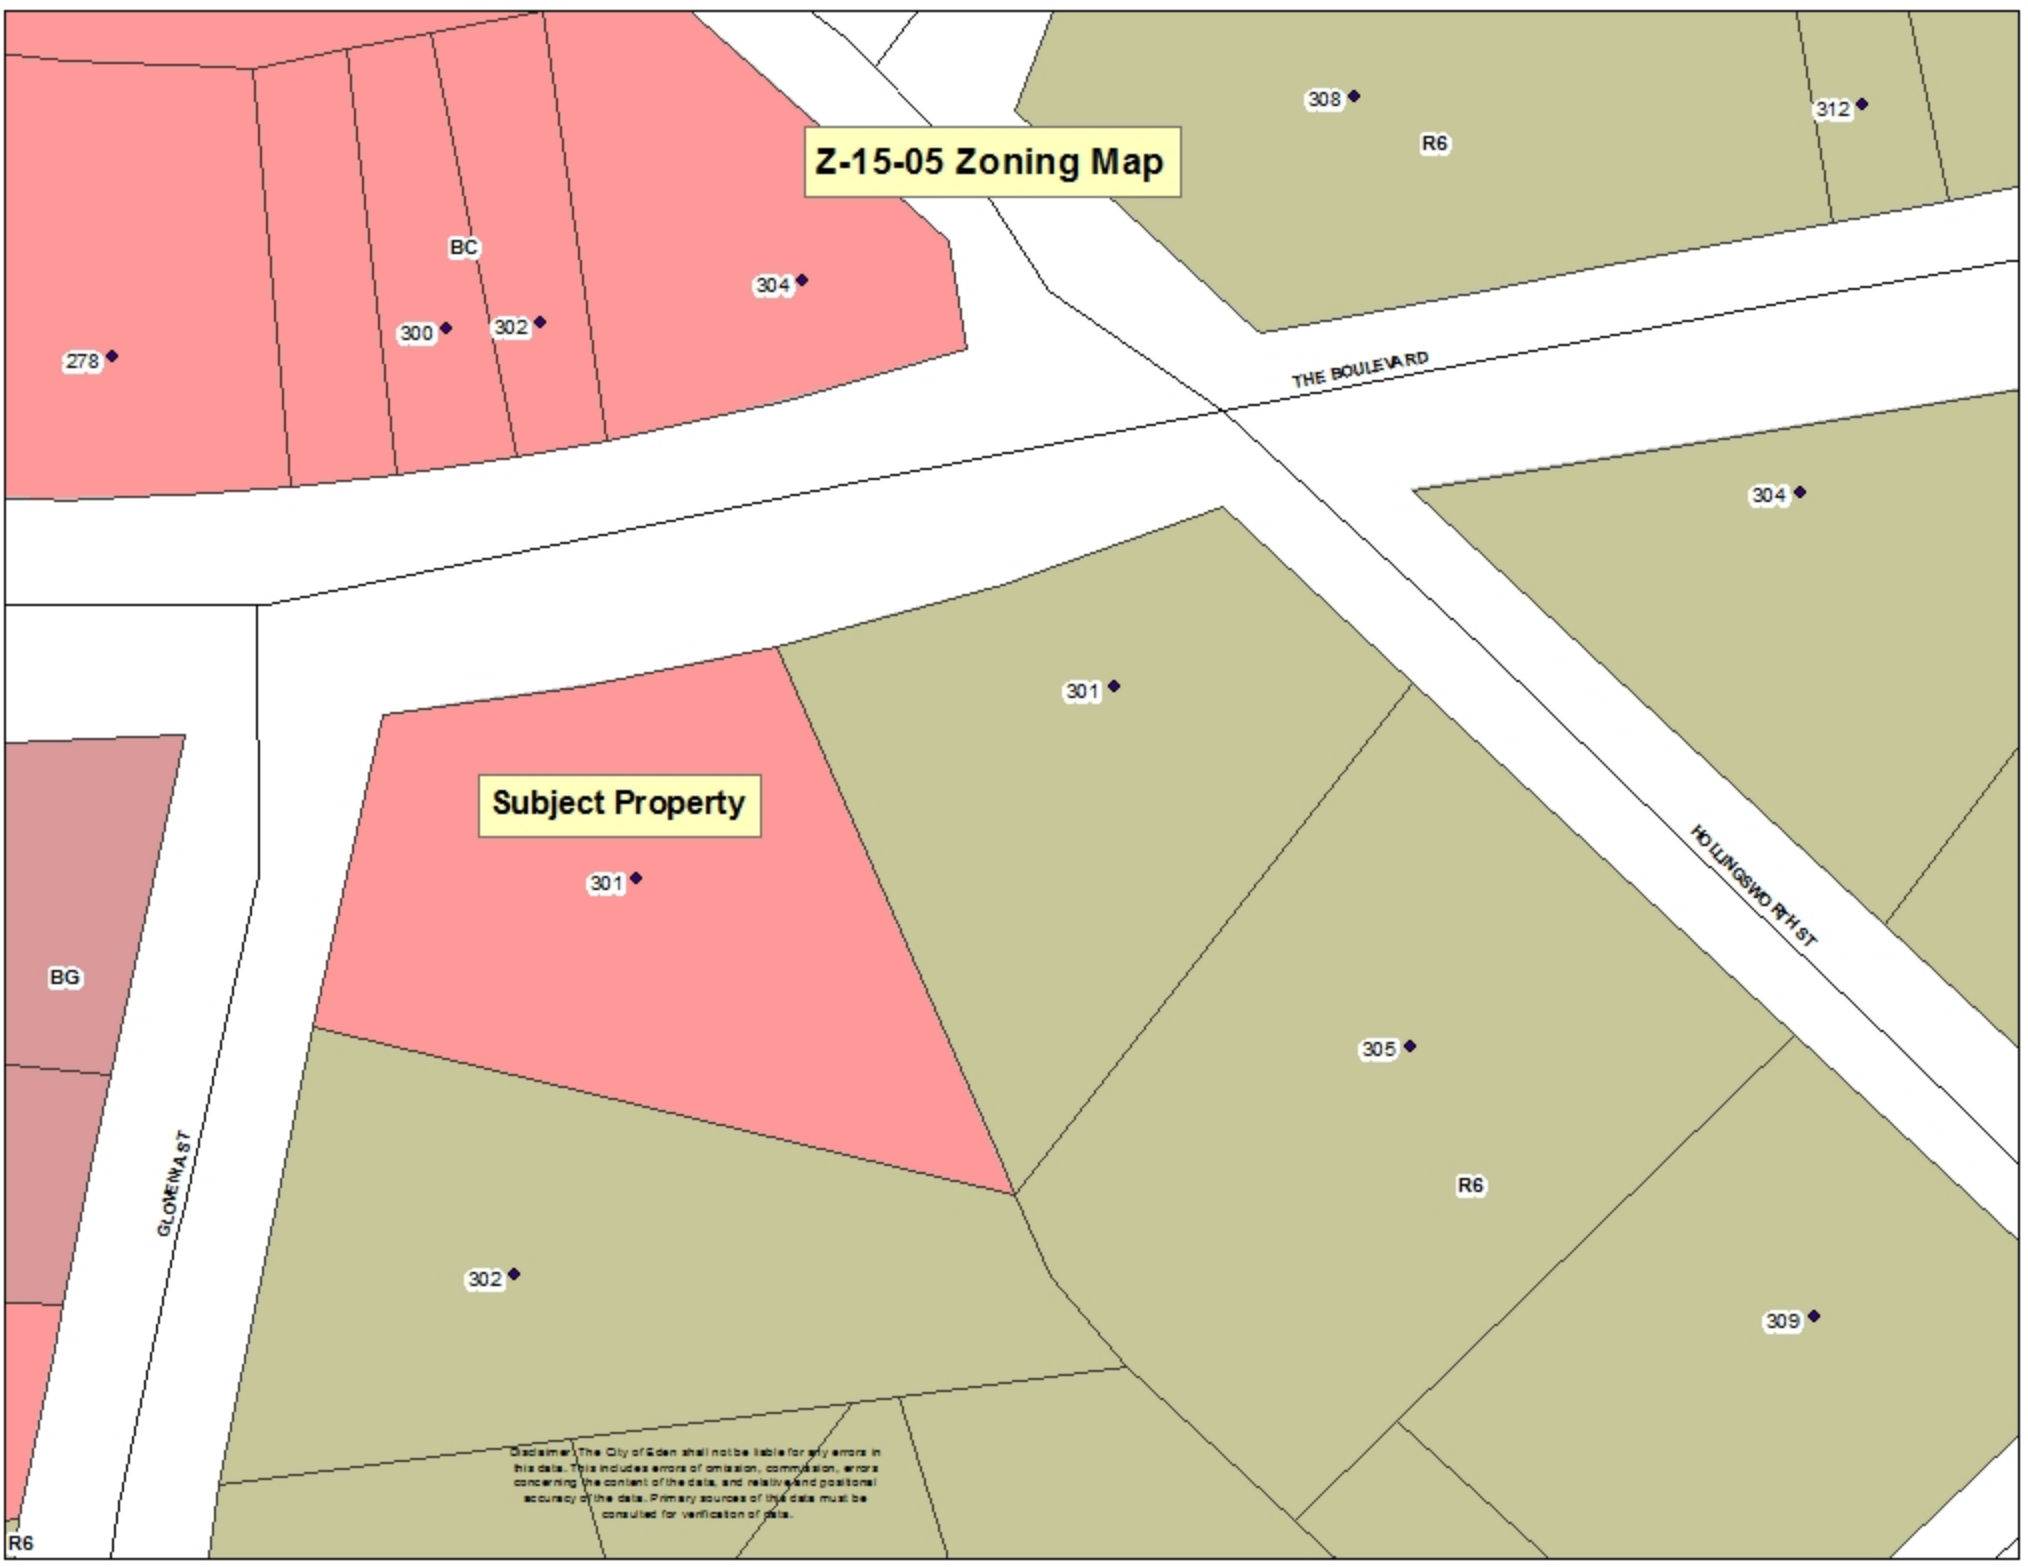 308
312
R6
Z-15-05 Zoning Map
BC
304
300
302
278
THE BOULEVARD
304
301
Subject Property
301
HOLLINGSWORTH ST
BG
305
GLOVENIA ST
R6
302
309
Disclaimer: The City of Eden shall not be liable for any errors in
this data. This includes errors of omission, commission, errors
concerning the content of the data, and relative and positional
accuracy of the data. Primary sources of this data must be
consulted for verification of data.
R6